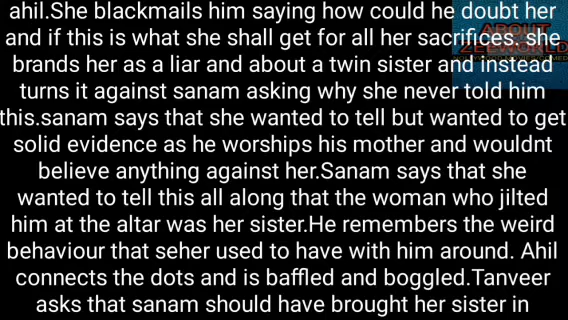 ahil.She blackmails him saying how could he doubt her
and if this is what she shall get for all her sacrifices. she
brands her as a liar and about a twin sister and instead
turns it against sanam asking why she never told him
this.sanam says that she wanted to tell but wanted to get
solid evidence as he worships his mother and wouldnt
believe anything against her.Sanam says that she
wanted to tell this all along that the woman who jilted
him at the altar was her sister.He remembers the weird
behaviour that seher used to have with him around. Ahil
connects the dots and is baffled and boggled.Tanveer
asks that sanam should have brought her sister in
ABOUT
ZEEWORLD